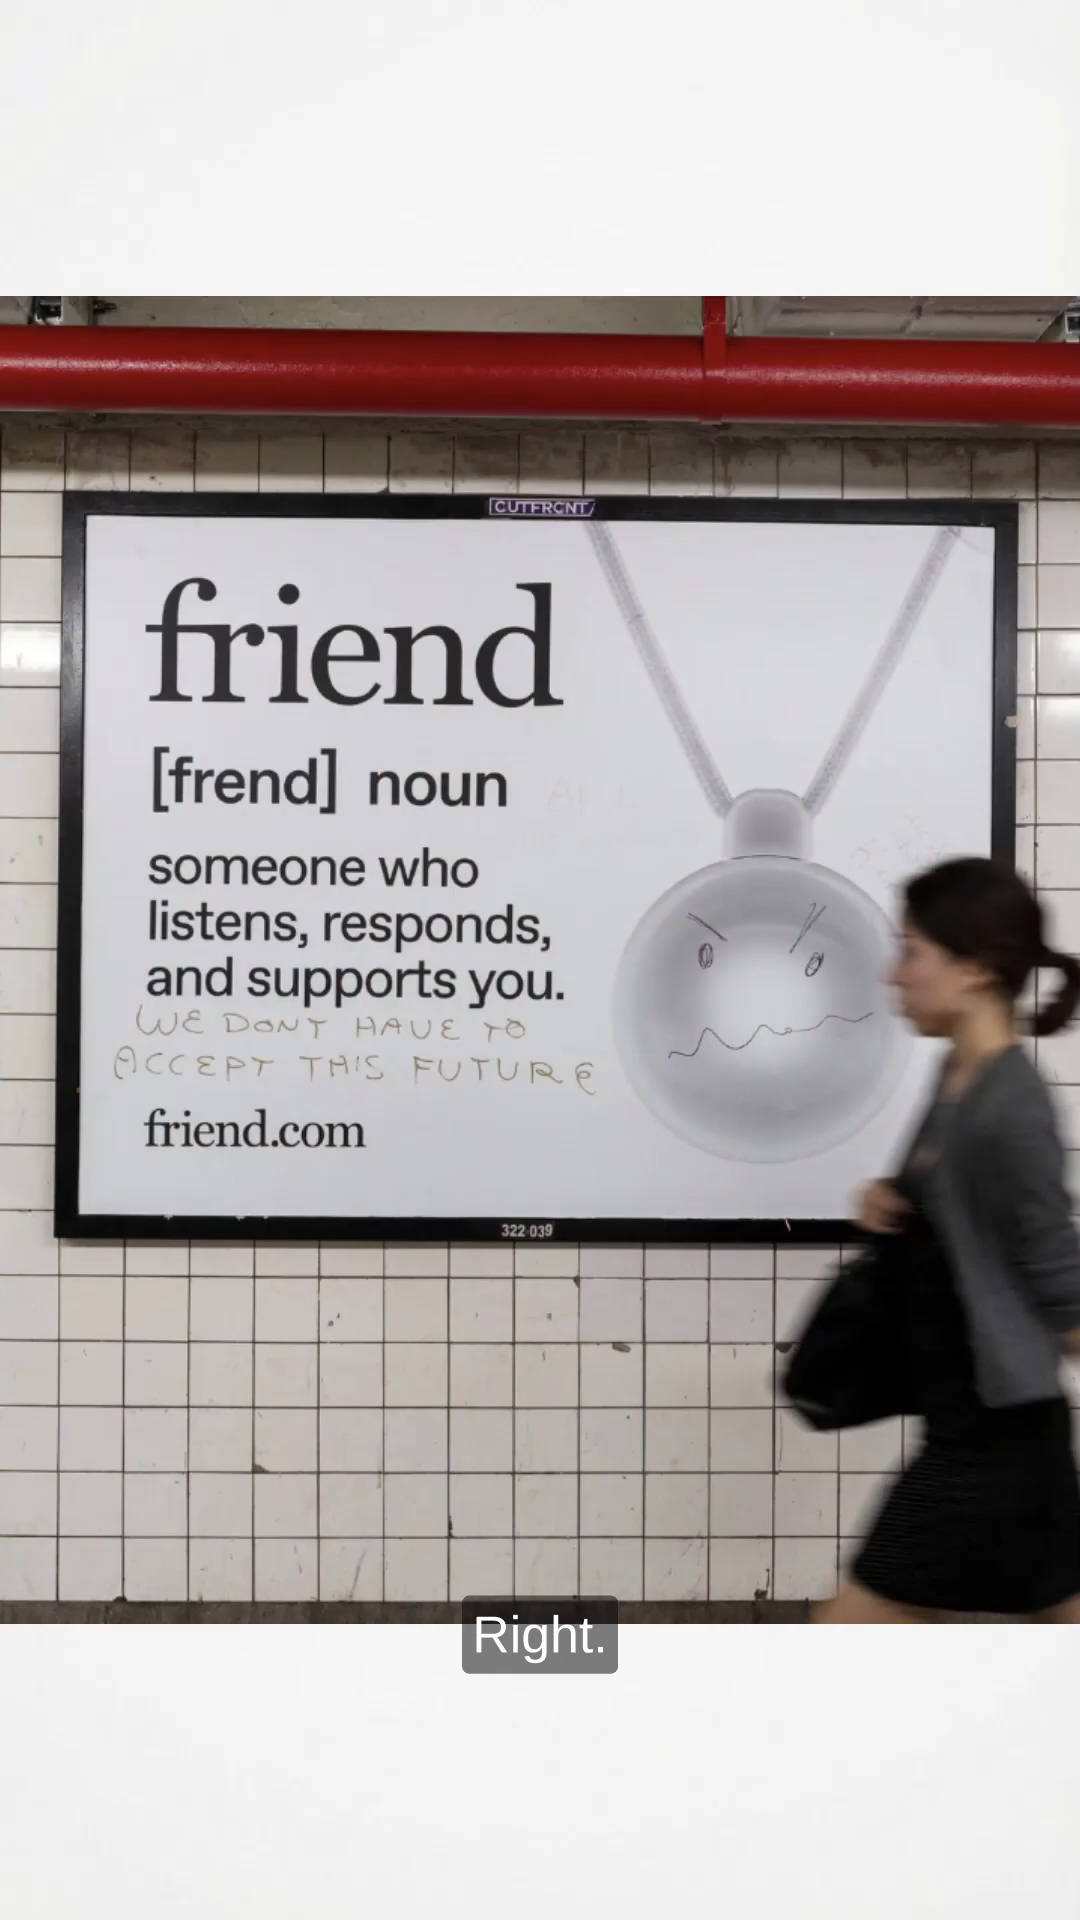 OUTFRONT/
friend
[frend] noun
someone who
listens, responds,
and supports you.
WE DONT HAVE TO
ACCEPT THIS FUTURE
friend.com
322-039
Right.